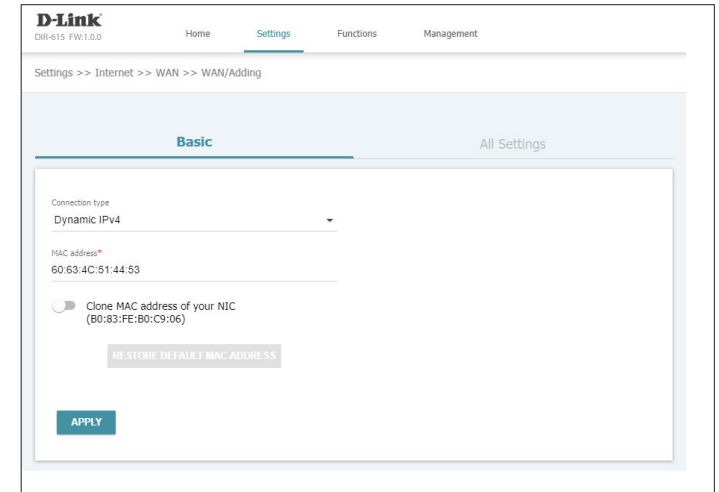 D-Link
DIR-615 FW:1.0.0
Home Settings Functions Management
Settings >> Internet >> WAN >> WAN/Adding
Basic All Settings
Connection type
Dynamic IPv4
MAC address*
60:63:4C:51:44:53
Clone MAC address of your NIC
(B0:83:FE:B0:C9:06)
RESTORE DEFAULT MAC ADDRESS
APPLY